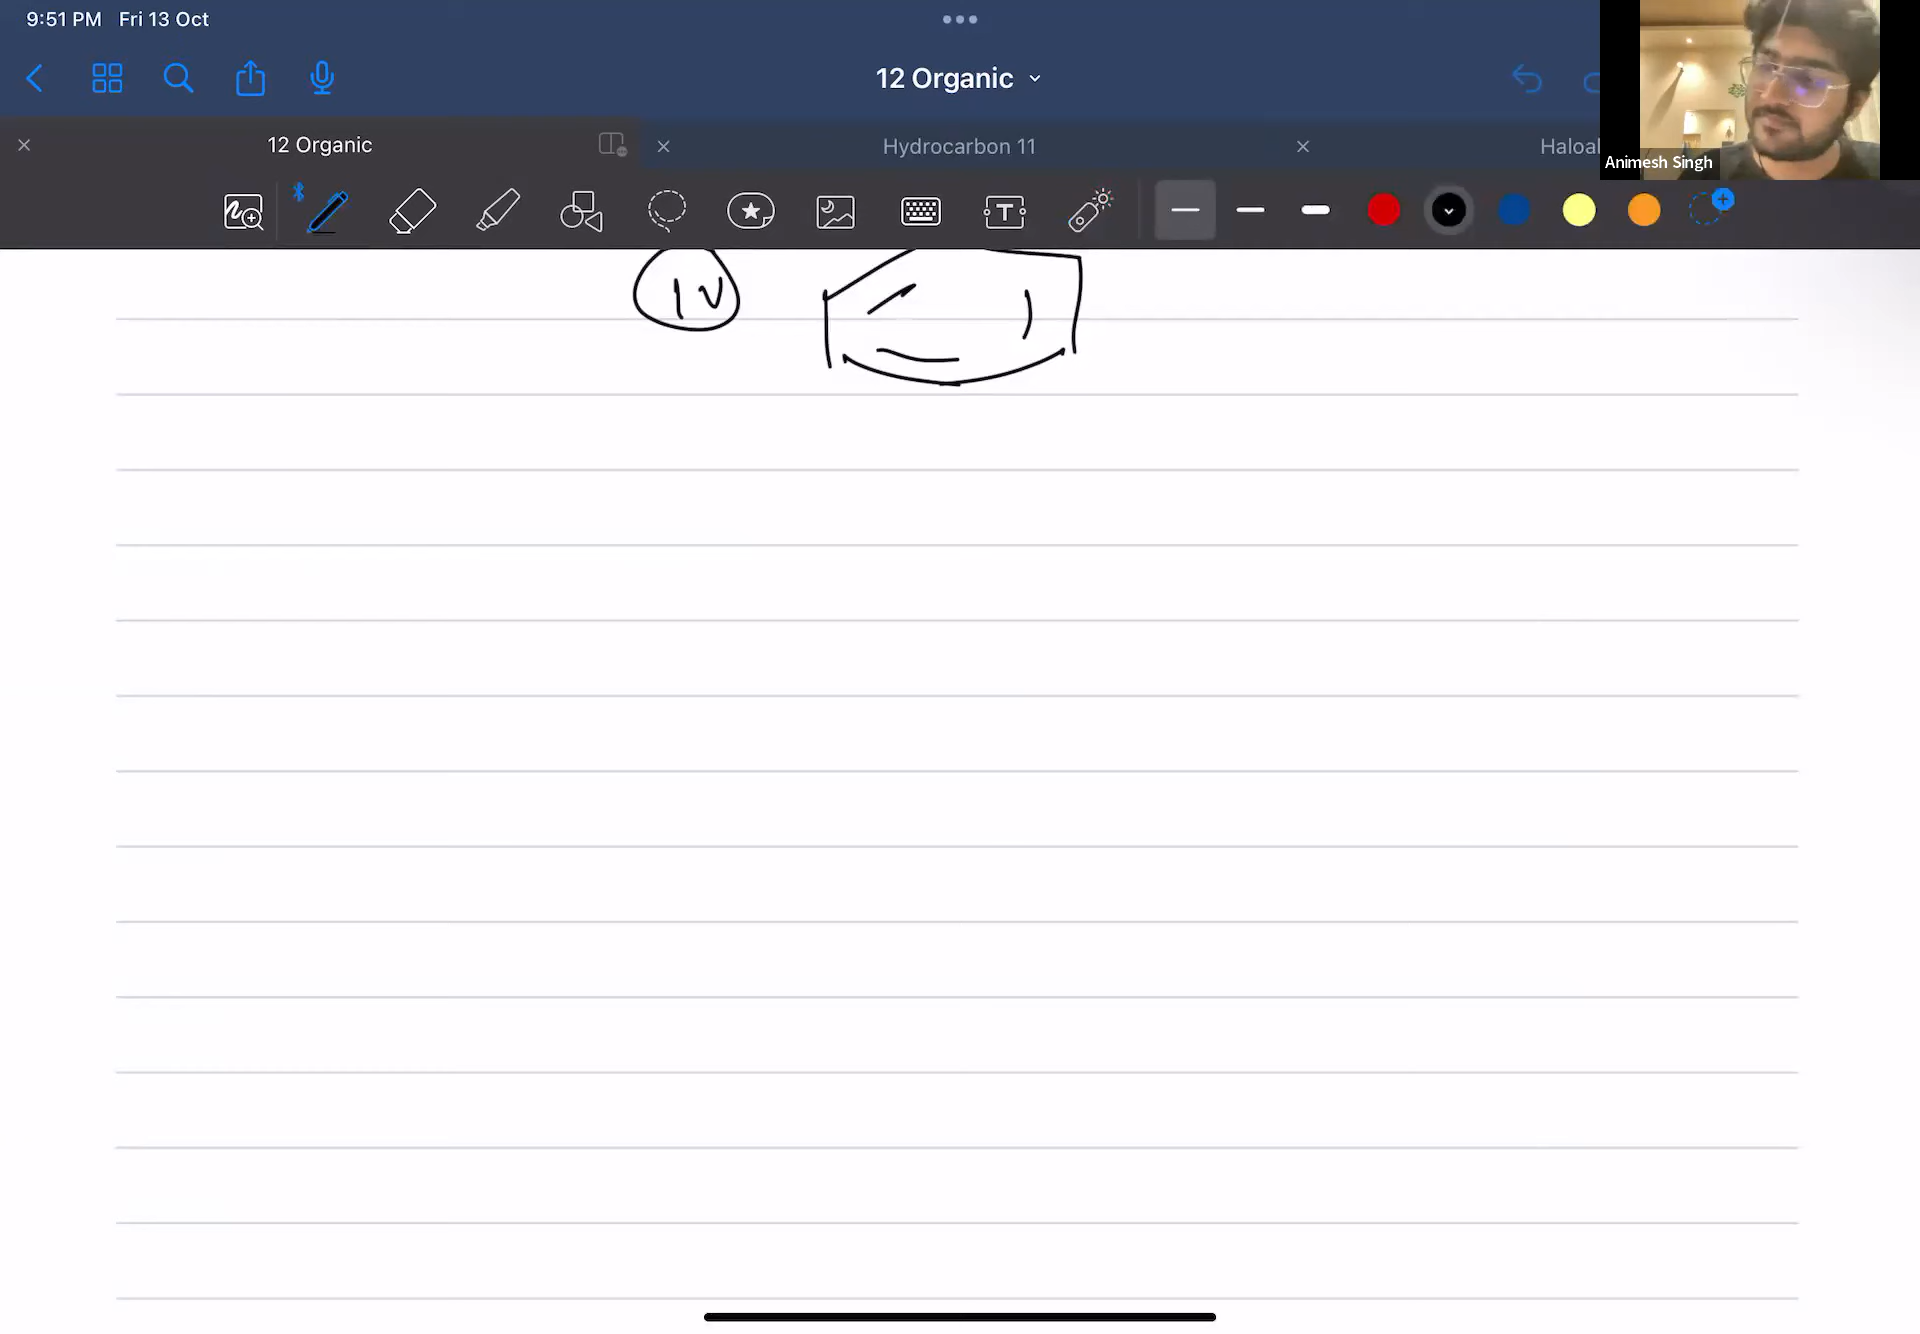 9:51 PM Fri 13 Oct
12 Organic
12 Organic
Hydrocarbon 11
Haloal
Animesh Singh
T
IV